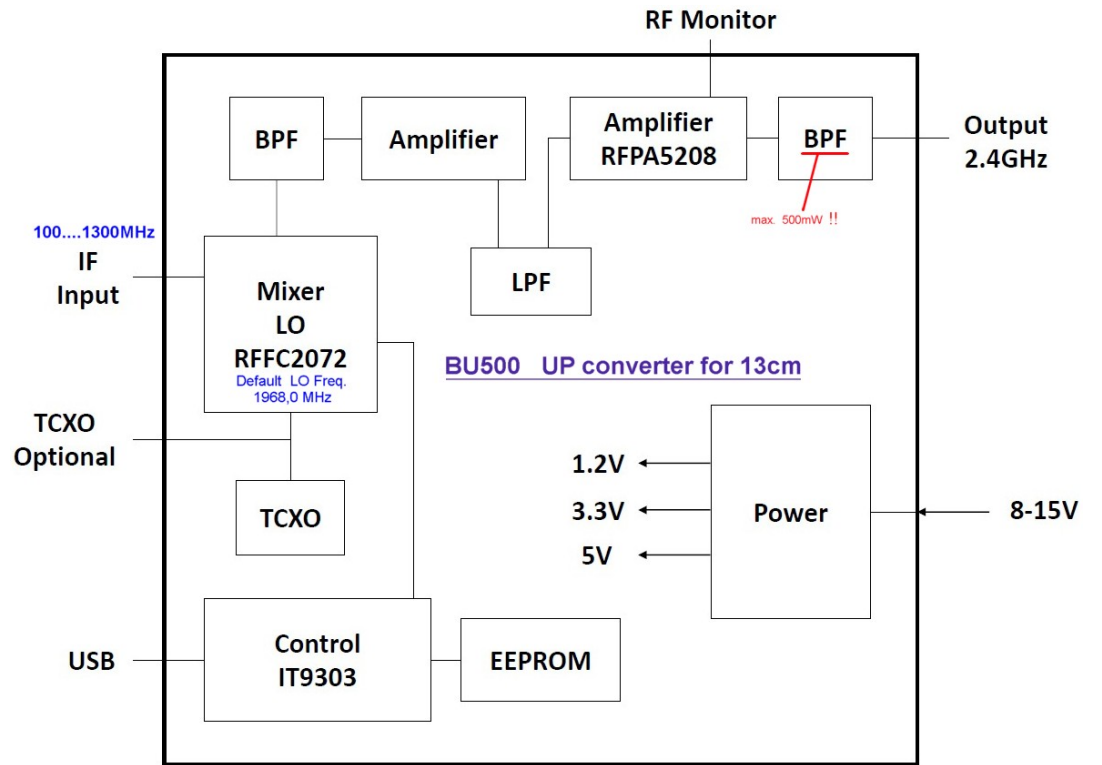 RF Monitor
BPF
Amplifier
Amplifier
RFPA5208
BPF
Output
2.4GHz
max. 500mW !!
100....1300MHz
IF
Input
Mixer
LO
RFFC2072
Default LO Freq.
1968,0 MHz
LPF
BU500 UP converter for 13cm
TCXO
Optional
TCXO
1.2V
3.3V
5V
Power
8-15V
USB
Control
IT9303
EEPROM